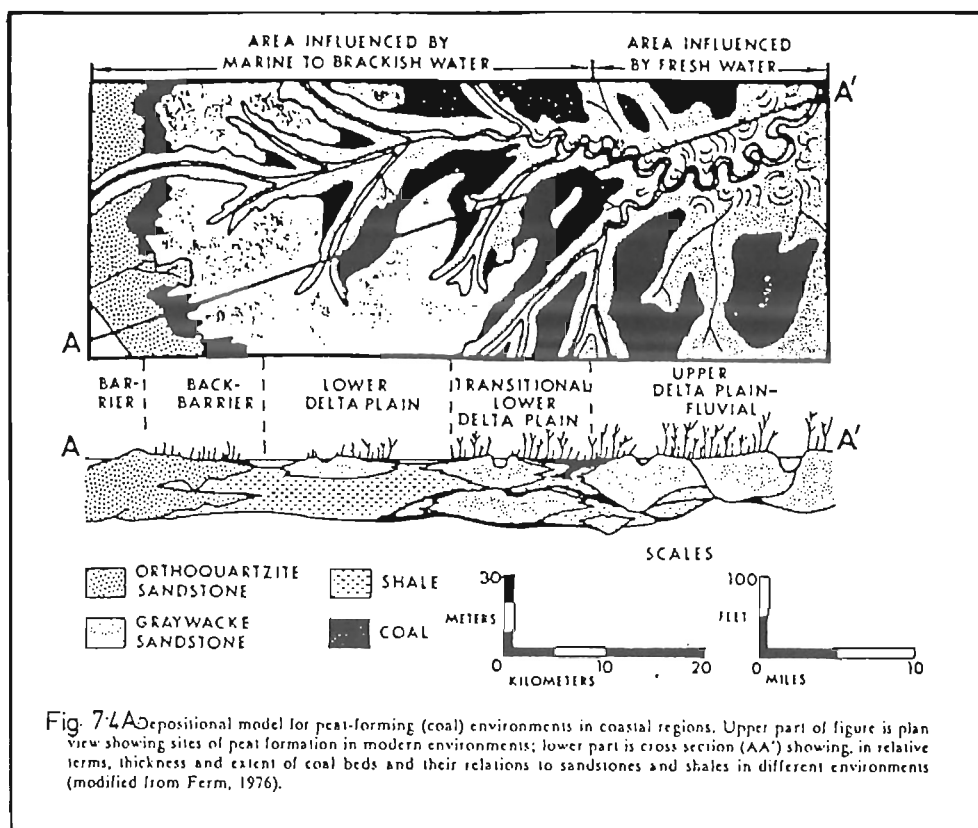 AREA INFLUENCED BY
MARINE TO BRACKISH WATER
AREA INFLUENCED
BY FRESH WATER
A'
A
BAR-
RIER
BACK-
BARRIER
LOWER
DELTA PLAIN
TRANSITIONAL
LOWER
DELTA PLAIN
UPPER
DELTA PLAIN-
FLUVIAL
A
A'
ORTHOQUARTZITE
SANDSTONE
SHALE
GRAYWACKE
SANDSTONE
COAL
SCALES
30
METERS
0
0 10 20
KILOMETERS
100
FEET
0
0 10
MILES
Fig. 7.4A Depositional model for peat-forming (coal) environments in coastal regions. Upper part of figure is plan
view showing sites of peat formation in modern environments; lower part is cross section (AA') showing, in relative
terms, thickness and extent of coal beds and their relations to sandstones and shales in different environments
(modified from Ferm, 1976).